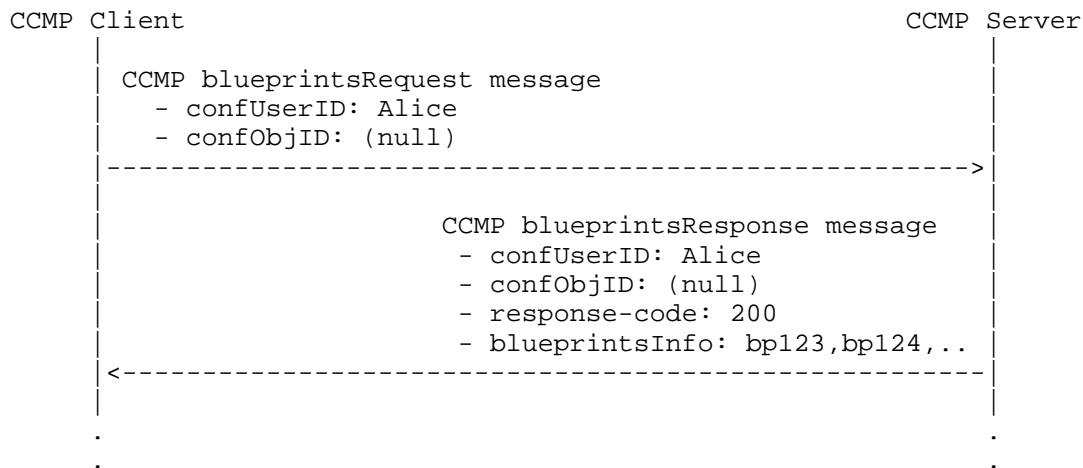 CCMP Client CCMP Server
CCMP blueprintsRequest message
- confUserID: Alice
- confObjID: (null)
CCMP blueprintsResponse message
- confUserID: Alice
- confObjID: (null)
- response-code: 200
- blueprintsInfo: bp123,bp124,..